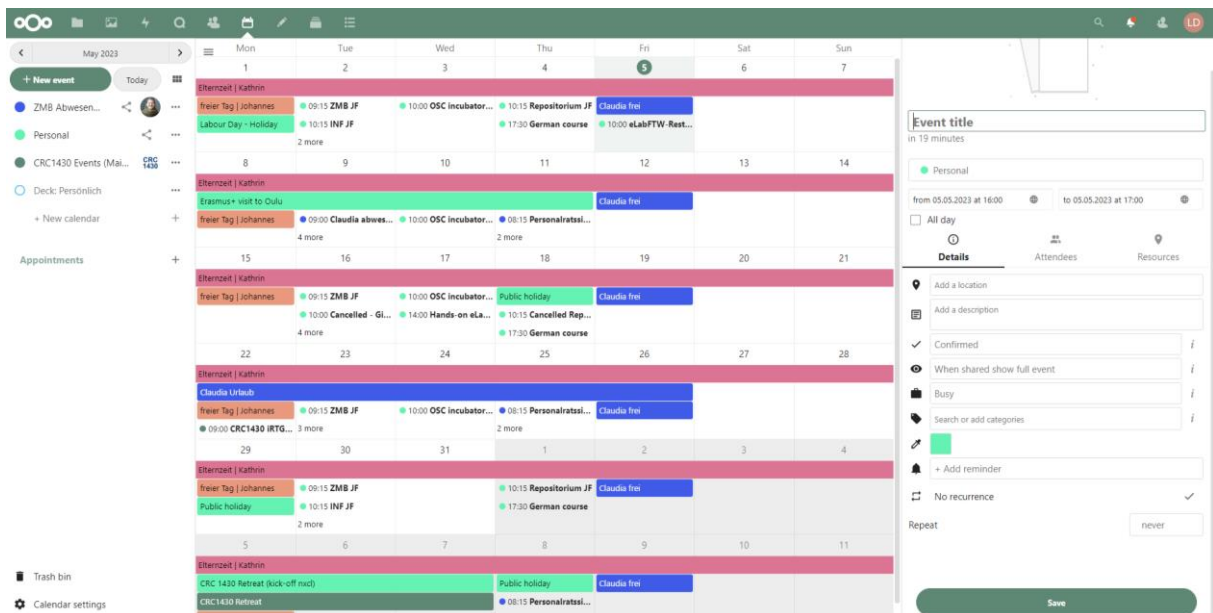 LD
May 2023
+ New event
Today
ZMB Abwesen...
Personal
CRC1430 Events (Mai...
CRC
1430
Deck: Persönlich
+ New calendar
Appointments
Trash bin
Calendar settings
Mon Tue Wed Thu Fri Sat Sun
1 2 3 4 5 6 7
Elternzeit | Kathrin
freier Tag | Johannes 09:15 ZMB JF 10:00 OSC incubator... 10:15 Repositorium JF Claudia frei
Labour Day - Holiday 10:15 INF JF 17:30 German course 10:00 eLabFTW-Rest...
2 more
8 9 10 11 12 13 14
Elternzeit | Kathrin
Erasmus+ visit to Oulu Claudia frei
freier Tag | Johannes 09:00 Claudia abwes... 10:00 OSC incubator... 08:15 Personalratssi...
4 more 2 more
15 16 17 18 19 20 21
Elternzeit | Kathrin
freier Tag | Johannes 09:15 ZMB JF 10:00 OSC incubator... Public holiday Claudia frei
10:00 Cancelled - Gi... 14:00 Hands-on eLa... 10:15 Cancelled Rep...
4 more 17:30 German course
22 23 24 25 26 27 28
Elternzeit | Kathrin
Claudia Urlaub
freier Tag | Johannes 09:15 ZMB JF 10:00 OSC incubator... 08:15 Personalratssi... Claudia frei
09:00 CRC1430 iRTG... 3 more 2 more
29 30 31 1 2 3 4
Elternzeit | Kathrin
freier Tag | Johannes 09:15 ZMB JF 10:15 Repositorium JF Claudia frei
Public holiday 10:15 INF JF 17:30 German course
2 more
5 6 7 8 9 10 11
Elternzeit | Kathrin
CRC 1430 Retreat (kick-off nxcl) Public holiday Claudia frei
CRC1430 Retreat 08:15 Personalratssi...
Event title
in 19 minutes
Personal
from 05.05.2023 at 16:00 to 05.05.2023 at 17:00
All day
Details Attendees Resources
Add a location
Add a description
Confirmed
When shared show full event
Busy
Search or add categories
+ Add reminder
No recurrence
Repeat never
Save